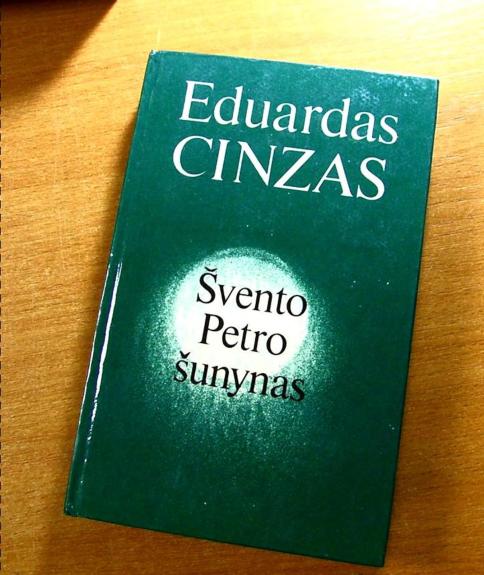 Eduardas
CINZAS
Švento
Petro
šunynas